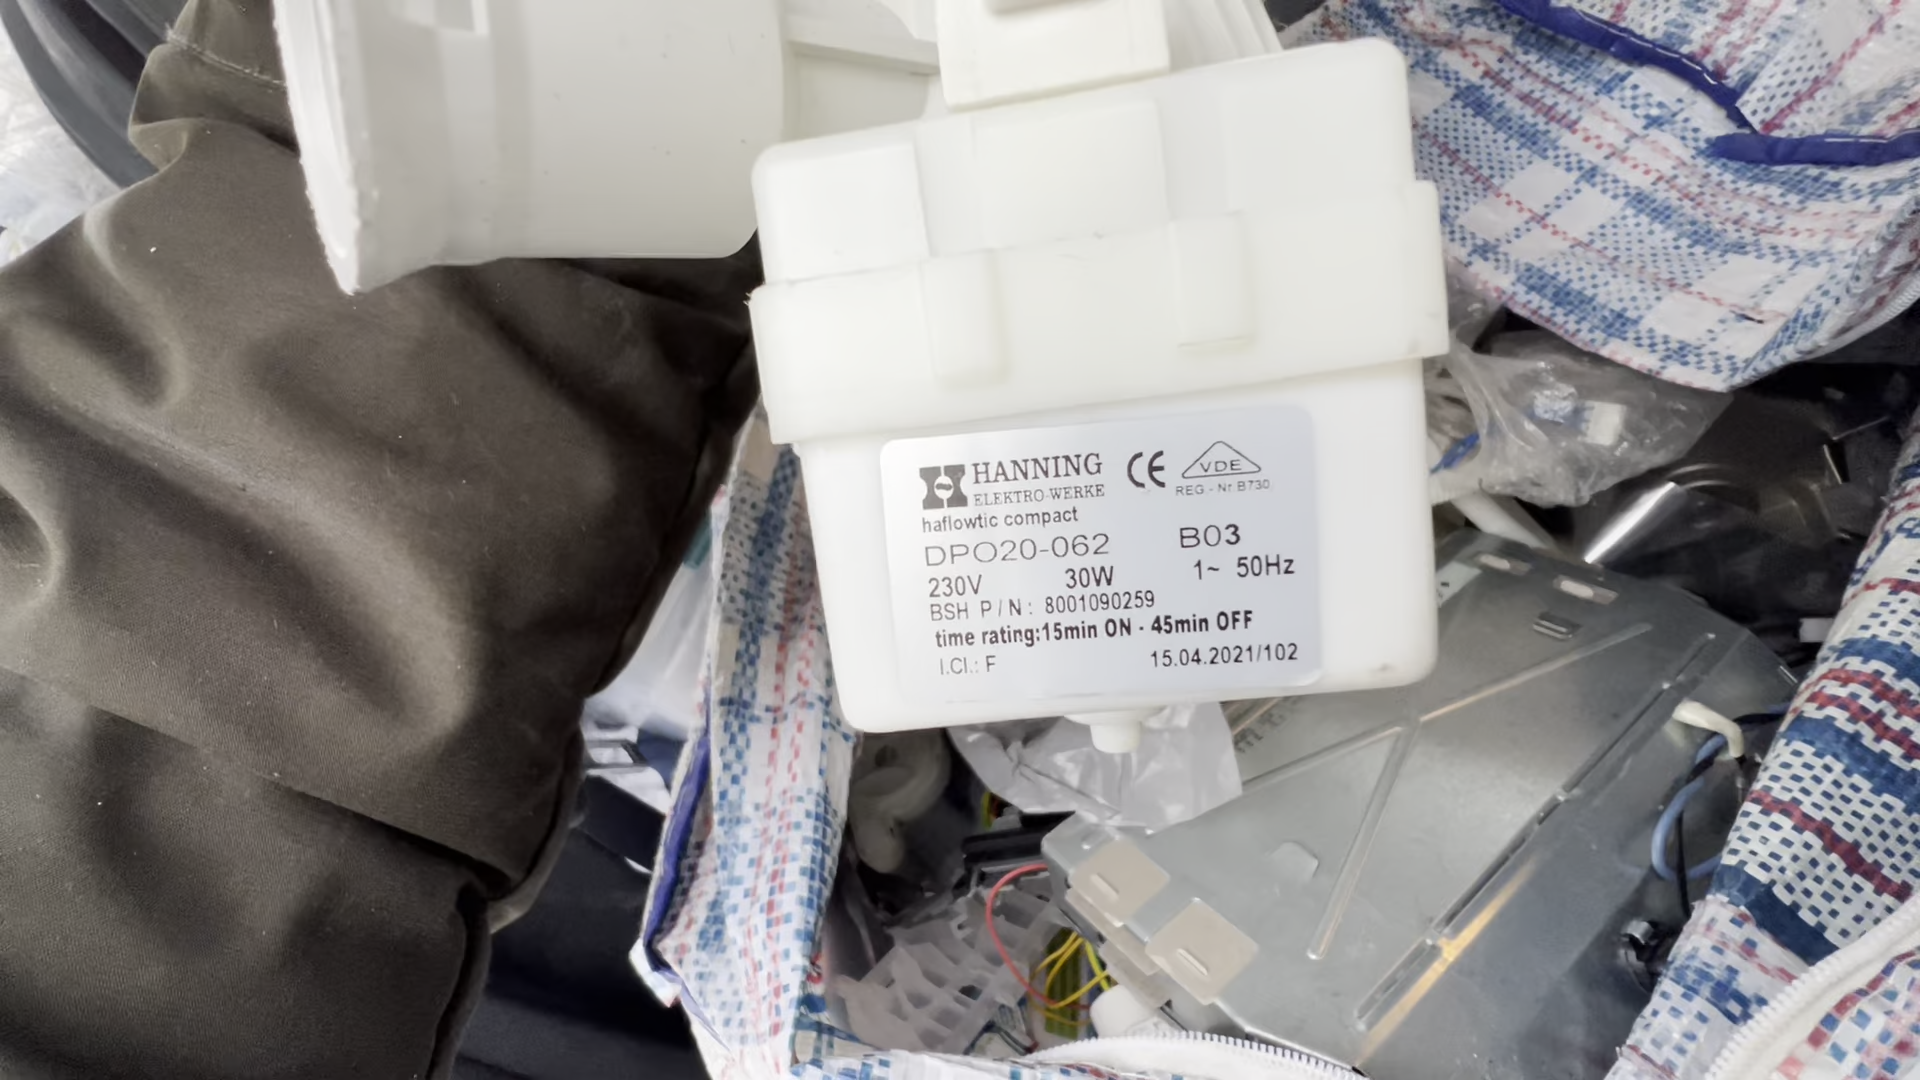 HANNING
ELEKTRO-WERKE
CE
VDE
REG.-Nr.B730
haflowtic compact
DPO20-062 B03
230V 30W 1~ 50Hz
BSH P/N: 8001090259
time rating:15min ON - 45min OFF
I.Cl.: F 15.04.2021/102